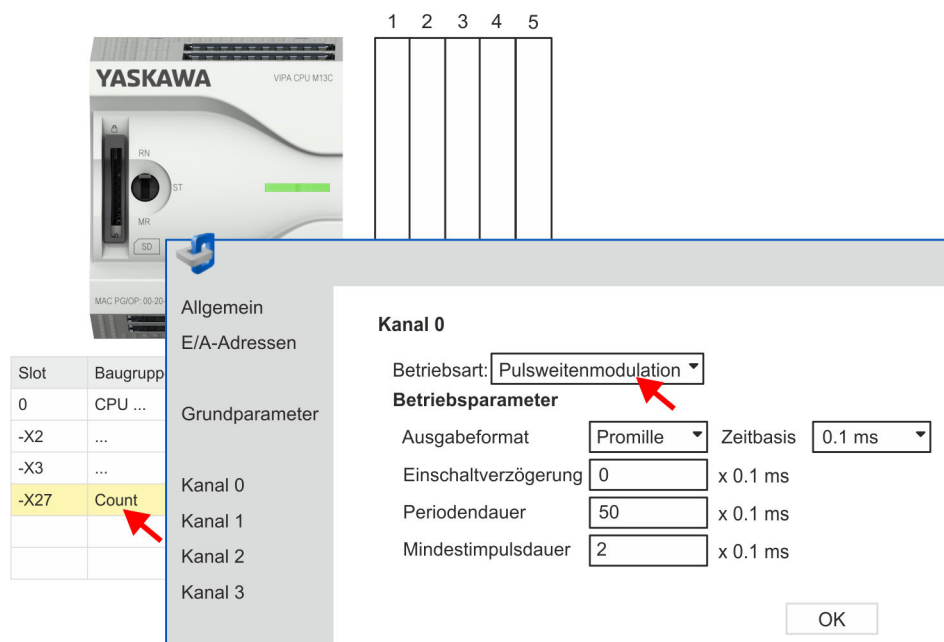 1 2 3 4 5
YASKAWA
VIPA CPU M13C
RN
ST
MR
SD
MAC PG/OP: 00-20-
Allgemein
E/A-Adressen
Grundparameter
Kanal 0
Kanal 1
Kanal 2
Kanal 3
Kanal 0
Betriebsart: Pulsweitenmodulation
Betriebsparameter
Ausgabeformat Promille Zeitbasis 0.1 ms
Einschaltverzögerung 0 x 0.1 ms
Periodendauer 50 x 0.1 ms
Mindestimpulsdauer 2 x 0.1 ms
OK
Slot Baugrupp
0 CPU ...
-X2 ...
-X3 ...
-X27 Count